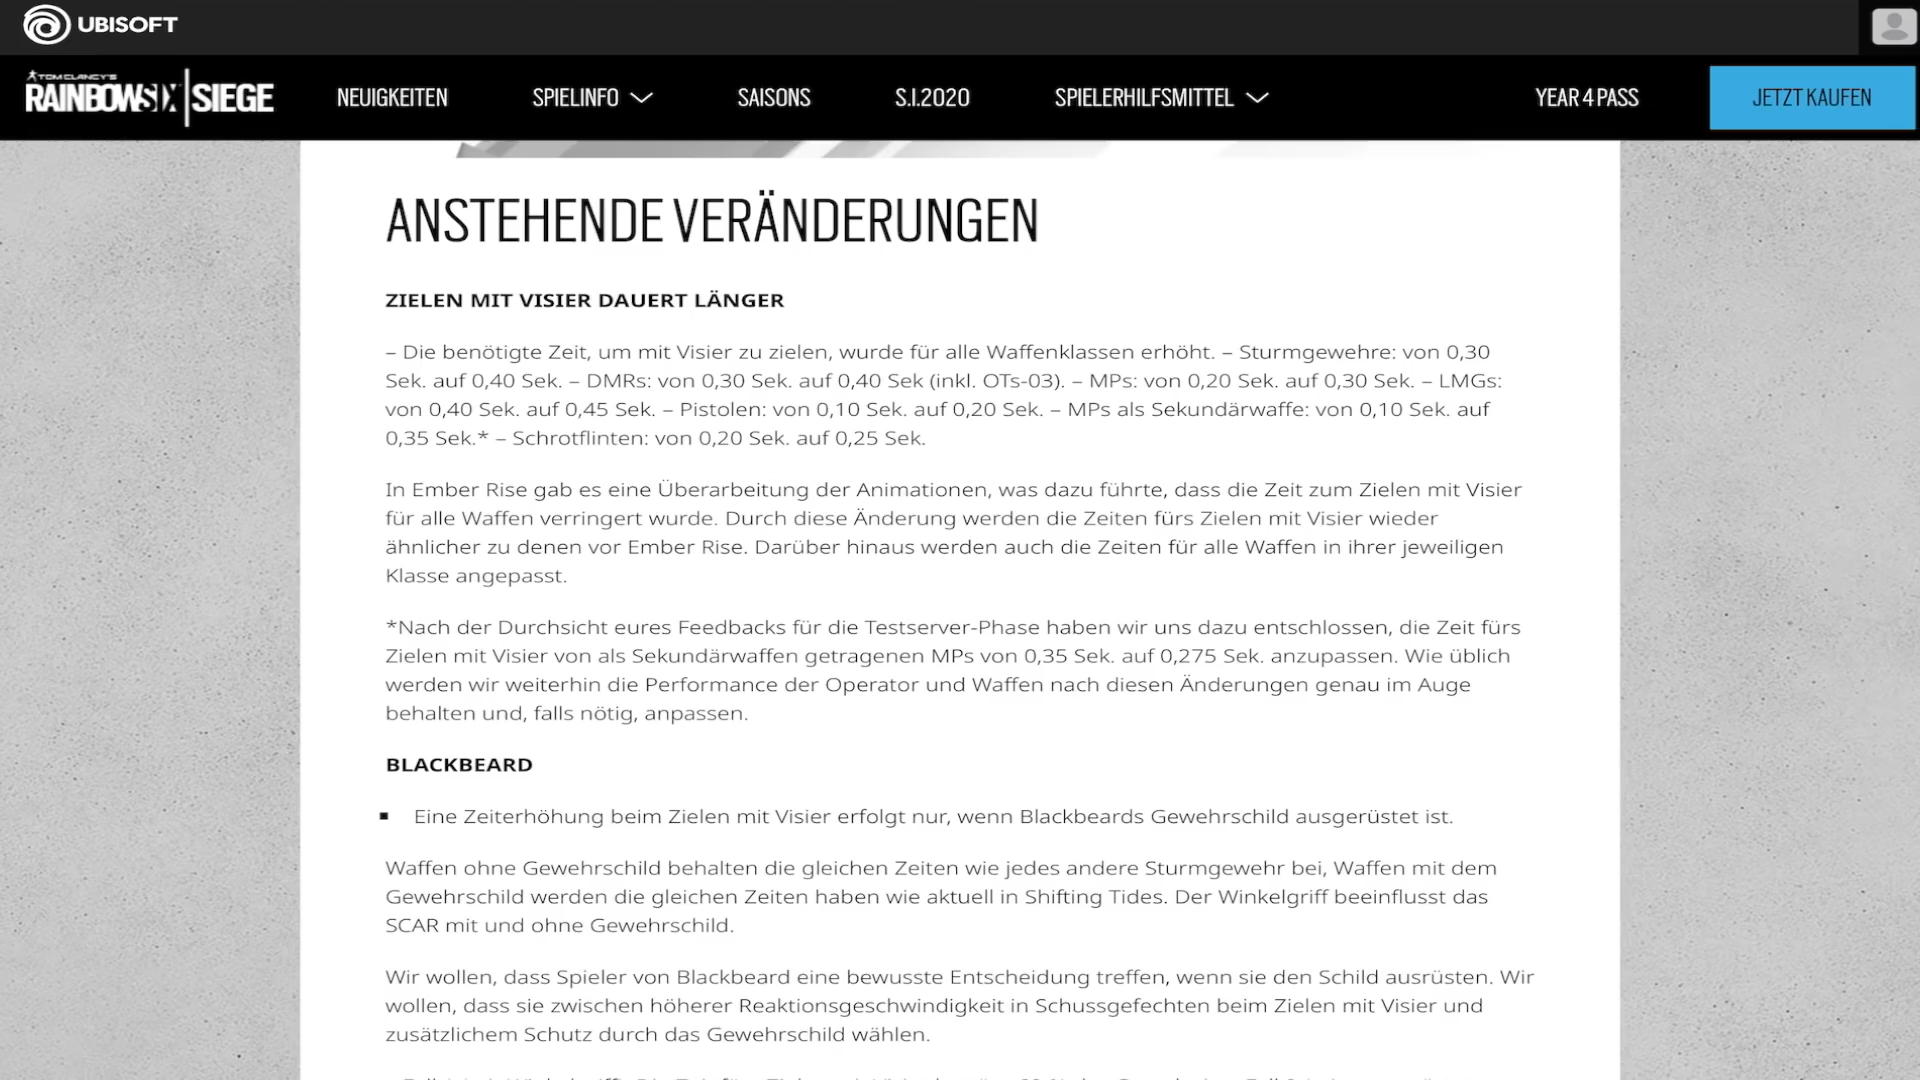 UBISOFT
TOM CLANCY'S
RAINBOWSIX | SIEGE
NEUIGKEITEN
SPIELINFO
SAISONS
S.I.2020
SPIELERHILFSMITTEL
YEAR 4 PASS
JETZT KAUFEN
ANSTEHENDE VERÄNDERUNGEN
ZIELEN MIT VISIER DAUERT LÄNGER
– Die benötigte Zeit, um mit Visier zu zielen, wurde für alle Waffenklassen erhöht. – Sturmgewehre: von 0,30
Sek. auf 0,40 Sek. – DMRs: von 0,30 Sek. auf 0,40 Sek (inkl. OTs-03). – MPs: von 0,20 Sek. auf 0,30 Sek. – LMGs:
von 0,40 Sek. auf 0,45 Sek. – Pistolen: von 0,10 Sek. auf 0,20 Sek. – MPs als Sekundärwaffe: von 0,10 Sek. auf
0,35 Sek.* – Schrotflinten: von 0,20 Sek. auf 0,25 Sek.
In Ember Rise gab es eine Überarbeitung der Animationen, was dazu führte, dass die Zeit zum Zielen mit Visier
für alle Waffen verringert wurde. Durch diese Änderung werden die Zeiten fürs Zielen mit Visier wieder
ähnlicher zu denen vor Ember Rise. Darüber hinaus werden auch die Zeiten für alle Waffen in ihrer jeweiligen
Klasse angepasst.
*Nach der Durchsicht eures Feedbacks für die Testserver-Phase haben wir uns dazu entschlossen, die Zeit fürs
Zielen mit Visier von als Sekundärwaffen getragenen MPs von 0,35 Sek. auf 0,275 Sek. anzupassen. Wie üblich
werden wir weiterhin die Performance der Operator und Waffen nach diesen Änderungen genau im Auge
behalten und, falls nötig, anpassen.
BLACKBEARD
▪ Eine Zeiterhöhung beim Zielen mit Visier erfolgt nur, wenn Blackbeards Gewehrschild ausgerüstet ist.
Waffen ohne Gewehrschild behalten die gleichen Zeiten wie jedes andere Sturmgewehr bei, Waffen mit dem
Gewehrschild werden die gleichen Zeiten haben wie aktuell in Shifting Tides. Der Winkelgriff beeinflusst das
SCAR mit und ohne Gewehrschild.
Wir wollen, dass Spieler von Blackbeard eine bewusste Entscheidung treffen, wenn sie den Schild ausrüsten. Wir
wollen, dass sie zwischen höherer Reaktionsgeschwindigkeit in Schussgefechten beim Zielen mit Visier und
zusätzlichem Schutz durch das Gewehrschild wählen.